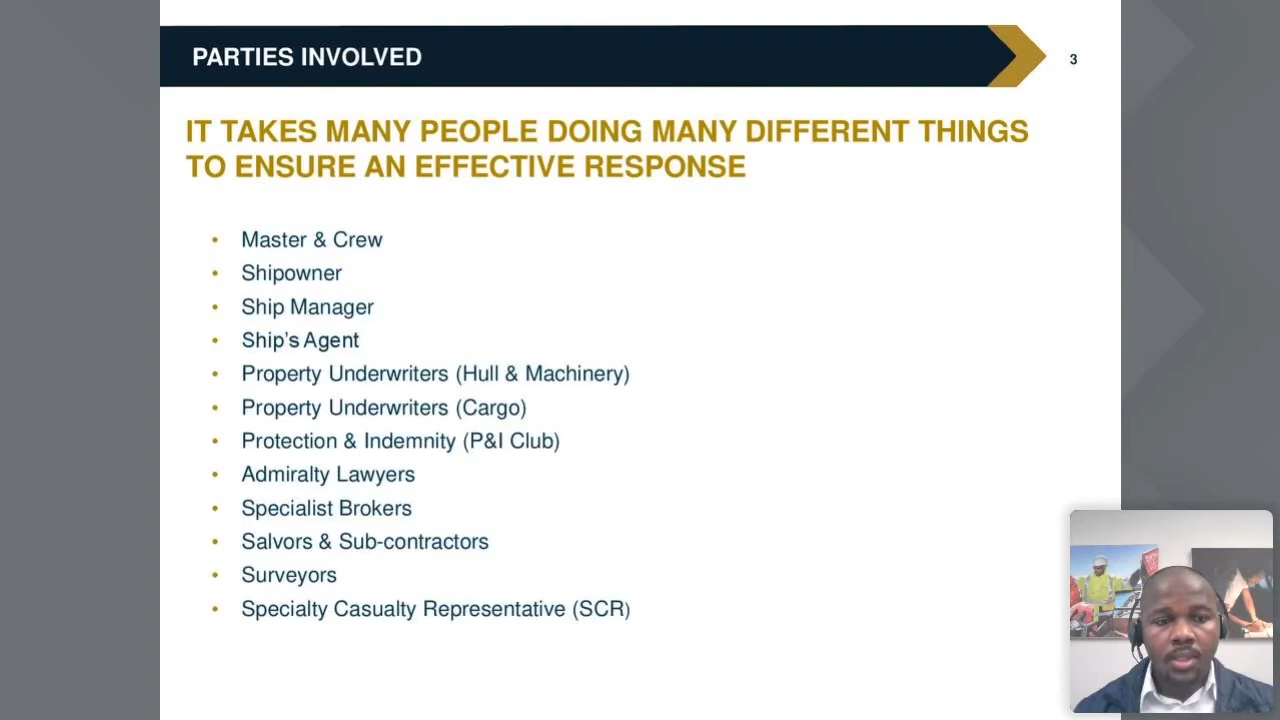 PARTIES INVOLVED
3
IT TAKES MANY PEOPLE DOING MANY DIFFERENT THINGS
TO ENSURE AN EFFECTIVE RESPONSE
• Master & Crew
• Shipowner
• Ship Manager
• Ship's Agent
• Property Underwriters (Hull & Machinery)
• Property Underwriters (Cargo)
• Protection & Indemnity (P&I Club)
• Admiralty Lawyers
• Specialist Brokers
• Salvors & Sub-contractors
• Surveyors
• Specialty Casualty Representative (SCR)